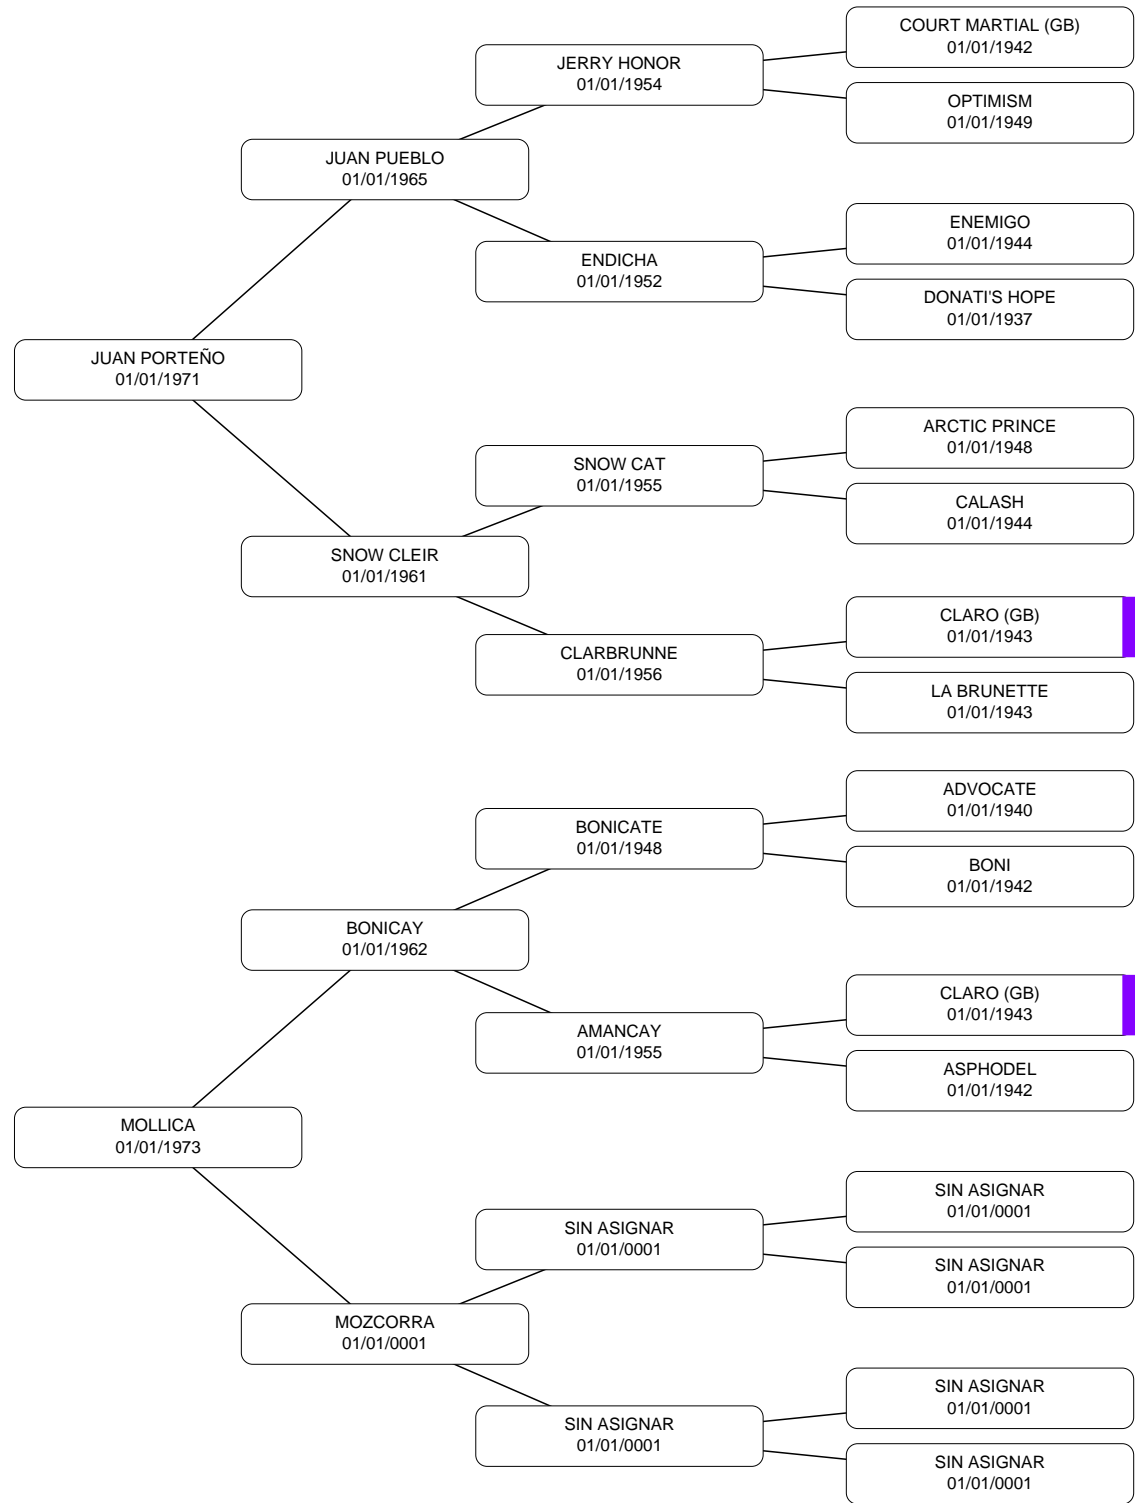 COURT MARTIAL (GB)
01/01/1942
JERRY HONOR
01/01/1954
OPTIMISM
01/01/1949
JUAN PUEBLO
01/01/1965
ENEMIGO
01/01/1944
ENDICHA
01/01/1952
DONATI'S HOPE
01/01/1937
JUAN PORTEÑO
01/01/1971
ARCTIC PRINCE
01/01/1948
SNOW CAT
01/01/1955
CALASH
01/01/1944
SNOW CLEIR
01/01/1961
CLARO (GB)
01/01/1943
CLARBRUNNE
01/01/1956
LA BRUNETTE
01/01/1943
ADVOCATE
01/01/1940
BONICATE
01/01/1948
BONI
01/01/1942
BONICAY
01/01/1962
CLARO (GB)
01/01/1943
AMANCAY
01/01/1955
ASPHODEL
01/01/1942
MOLLICA
01/01/1973
SIN ASIGNAR
01/01/0001
SIN ASIGNAR
01/01/0001
SIN ASIGNAR
01/01/0001
MOZCORRA
01/01/0001
SIN ASIGNAR
01/01/0001
SIN ASIGNAR
01/01/0001
SIN ASIGNAR
01/01/0001